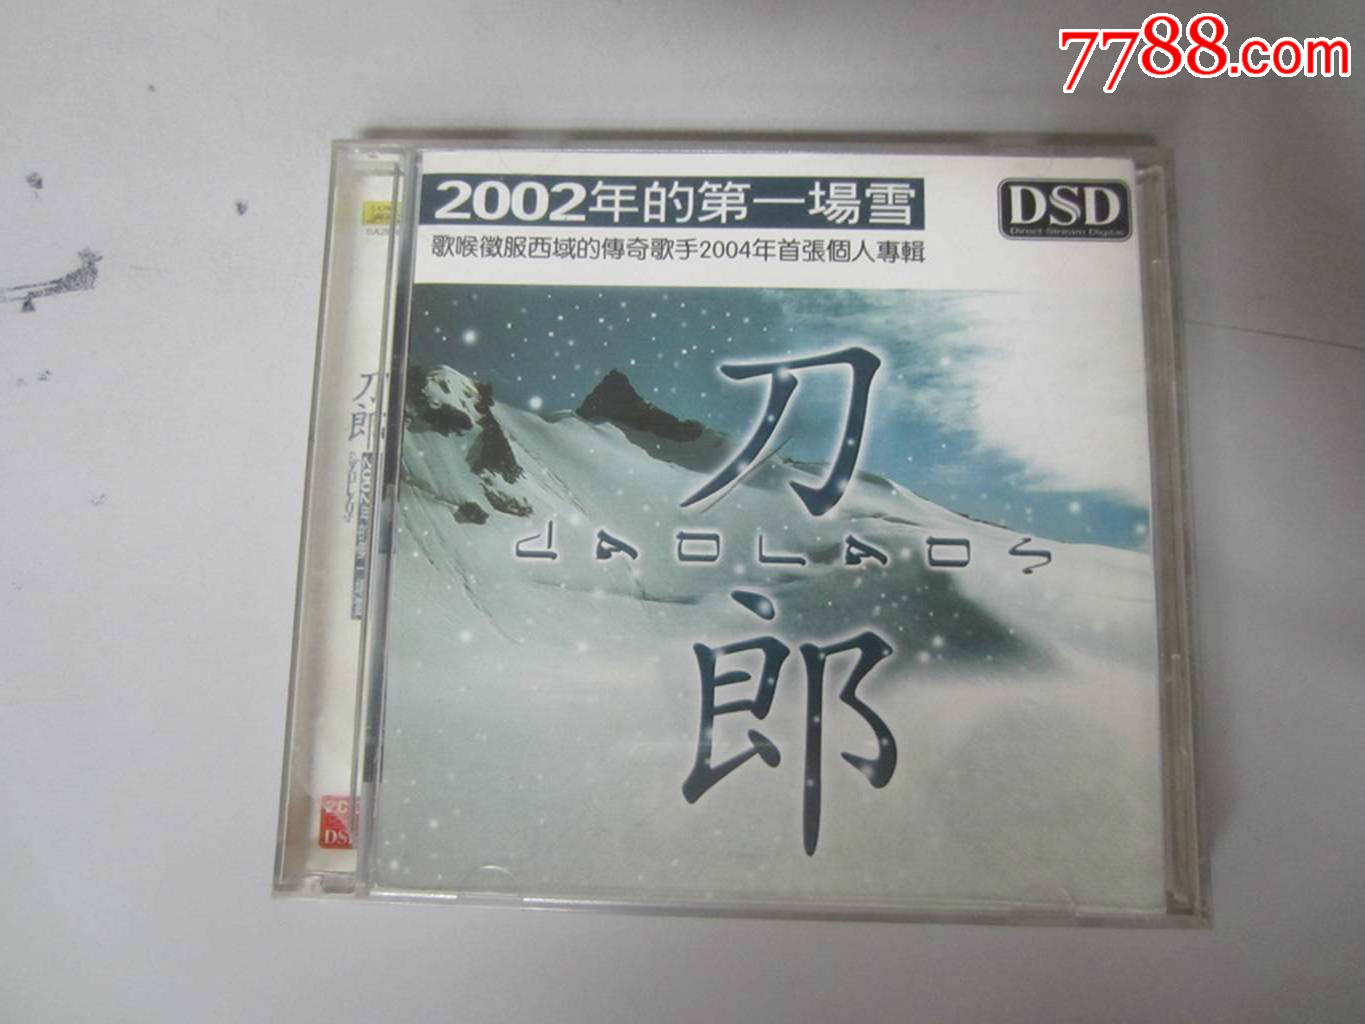 7788.com
2002年的第一場雪
歌喉徵服西域的傳奇歌手2004年首張個人專輯
DSD
Direct Stream Digital
刀
DAOLANG
郎
刀郎